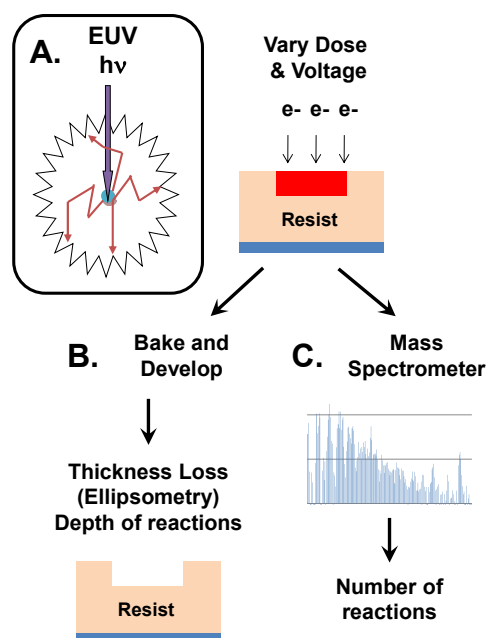 A.
EUV
hν
Vary Dose
& Voltage
e- e- e-
Resist
B.
Bake and
Develop
Thickness Loss
(Ellipsometry)
Depth of reactions
Resist
C.
Mass
Spectrometer
Number of
reactions